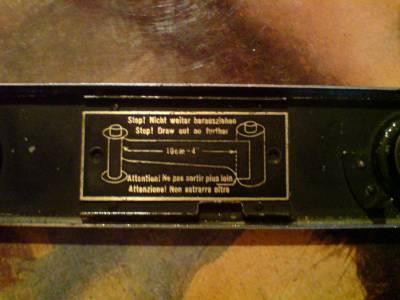 Stop! Nicht weiter herausziehen
Stop! Draw out no further
10cm-4"
Attention! Ne pas sortir plus loin
Attenzione! Non estrarre oltre